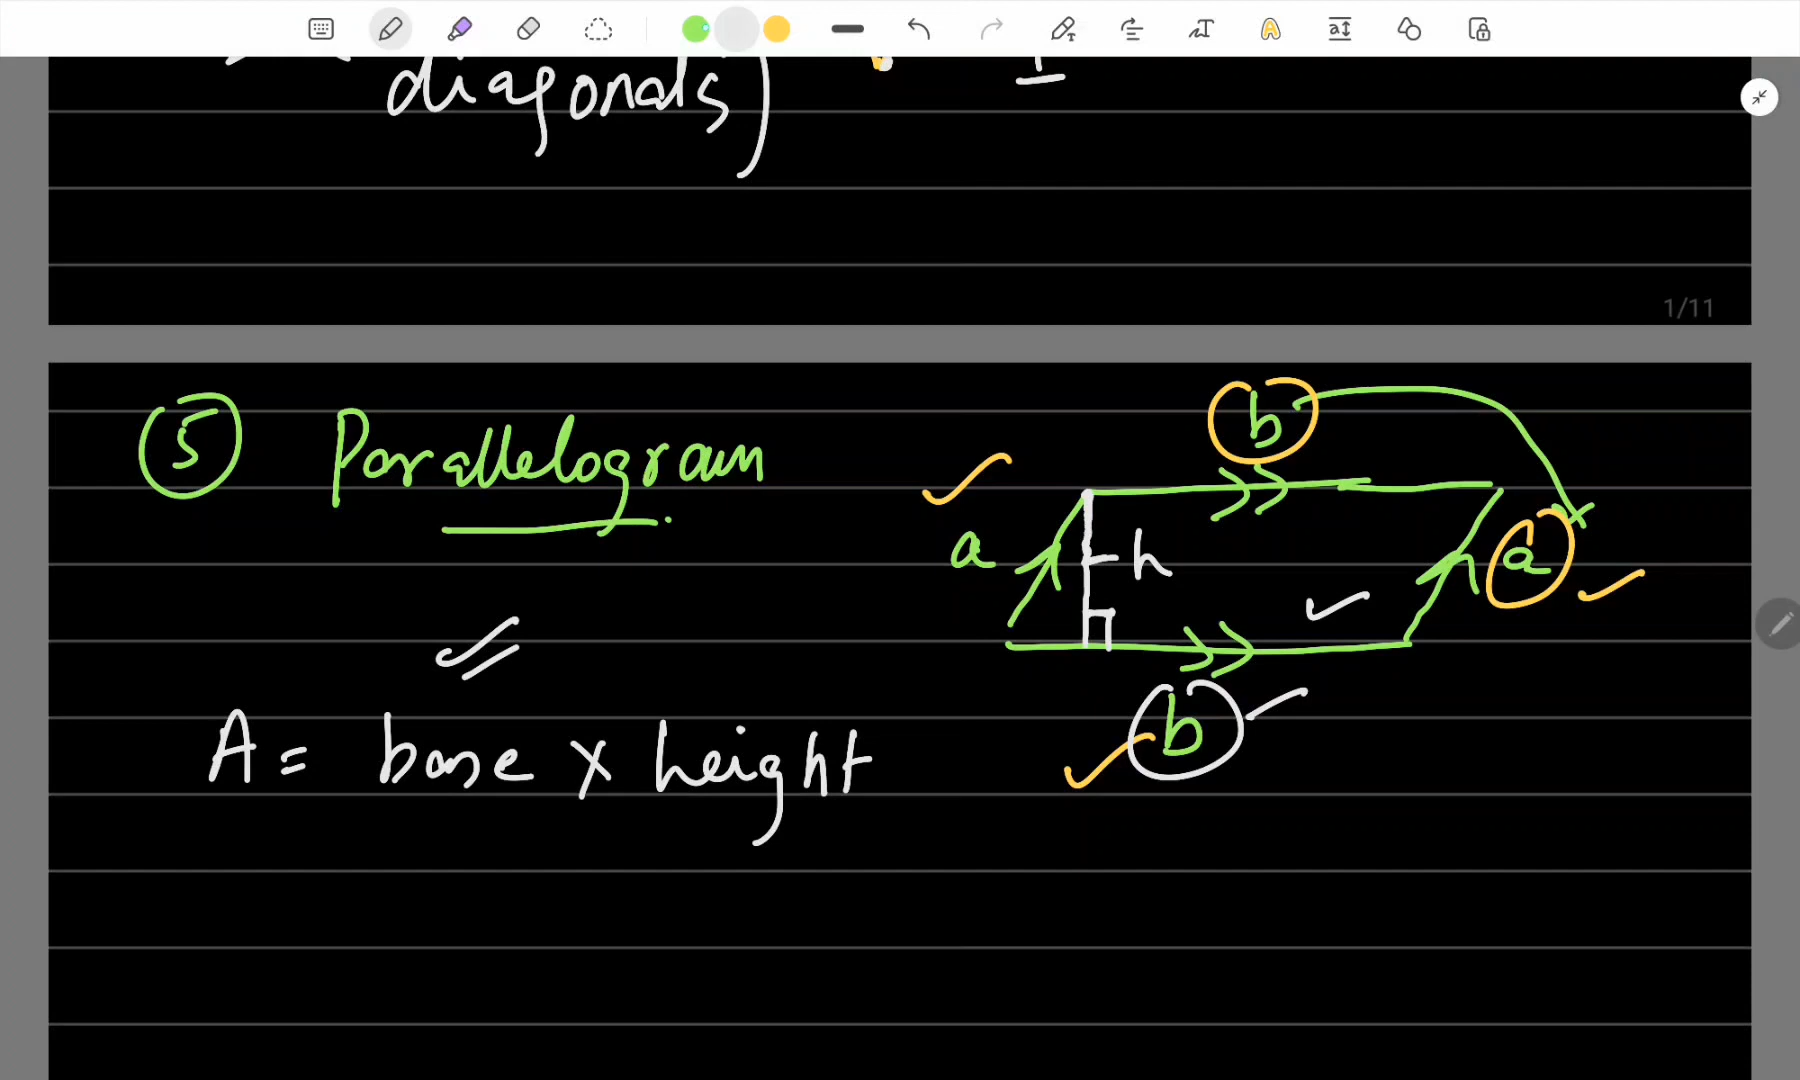 diagonals)
1/11
5 Parallelogram
b
a
h
a
b
A = base x height